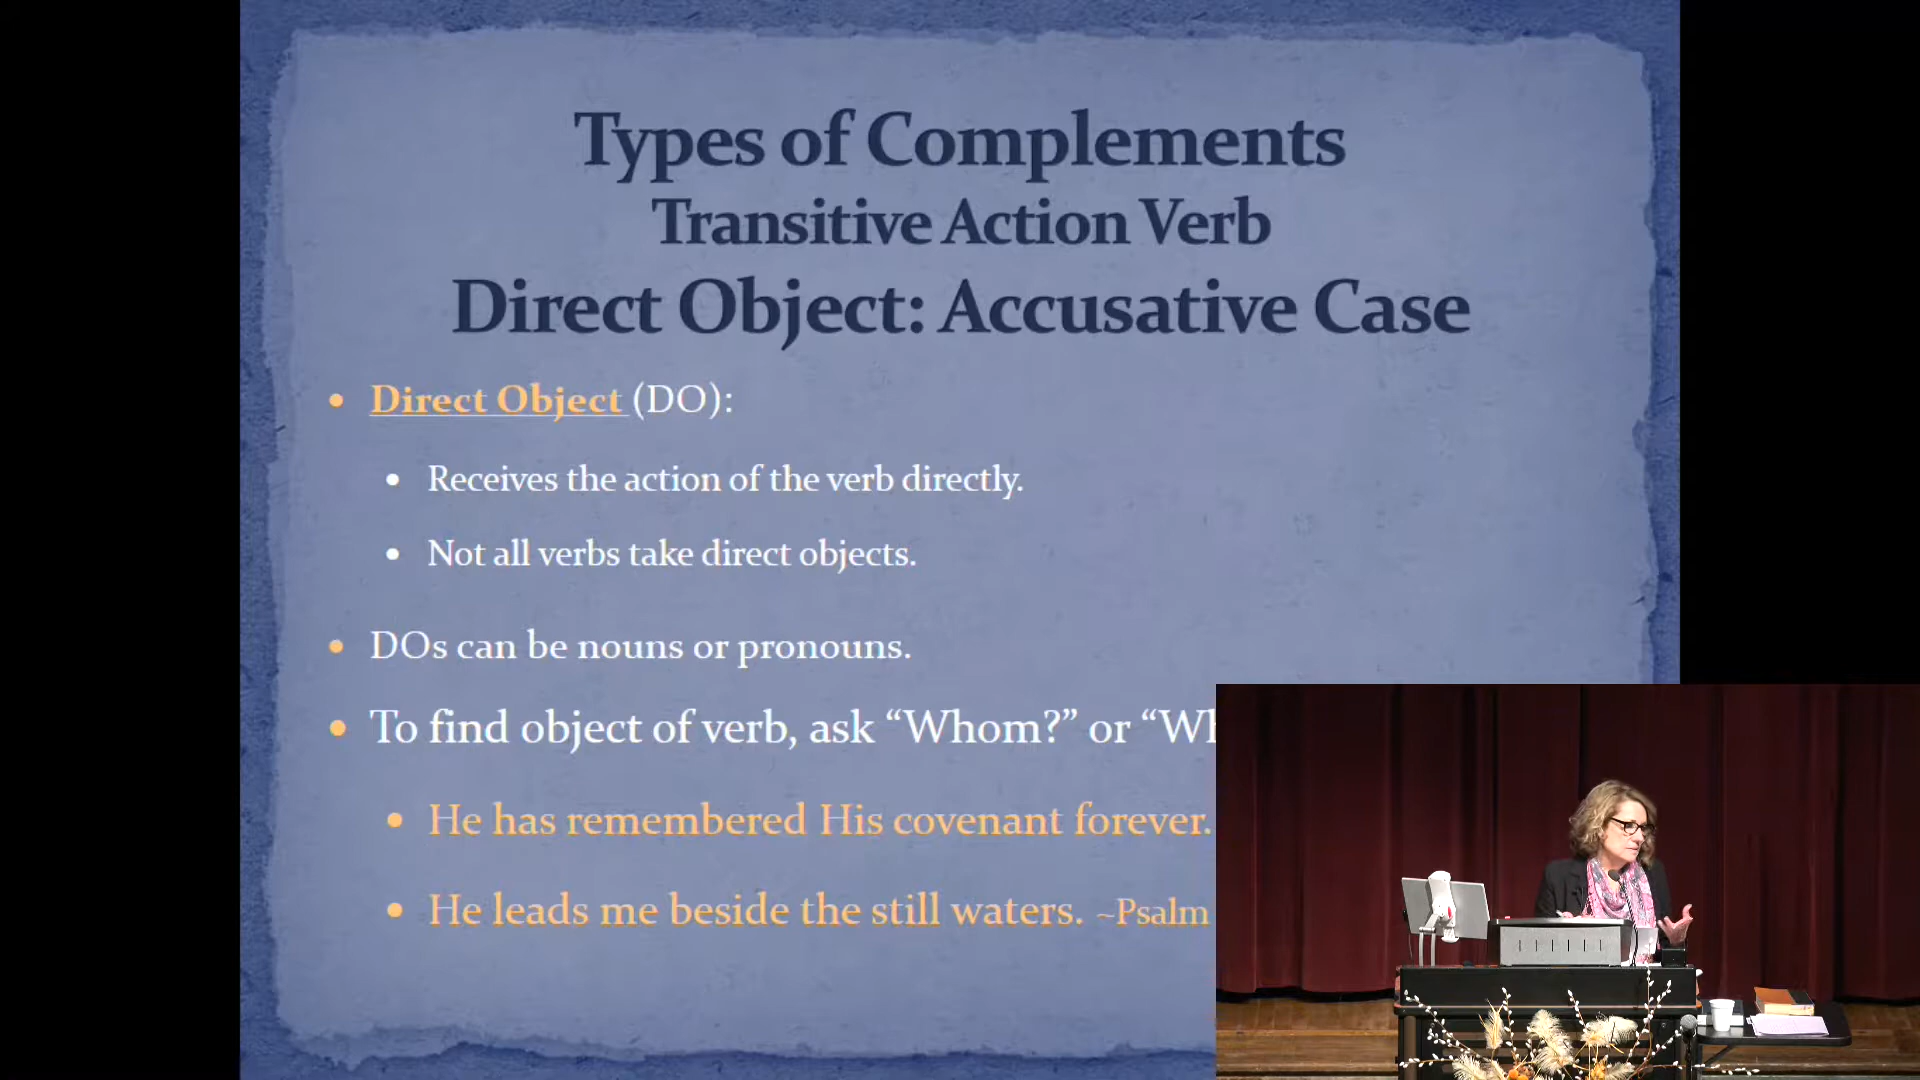 Types of Complements
Transitive Action Verb
Direct Object: Accusative Case
• Direct Object (DO):
• Receives the action of the verb directly.
• Not all verbs take direct objects.
• DOs can be nouns or pronouns.
• To find object of verb, ask “Whom?” or “Wh
• He has remembered His covenant forever.
• He leads me beside the still waters. ~Psalm